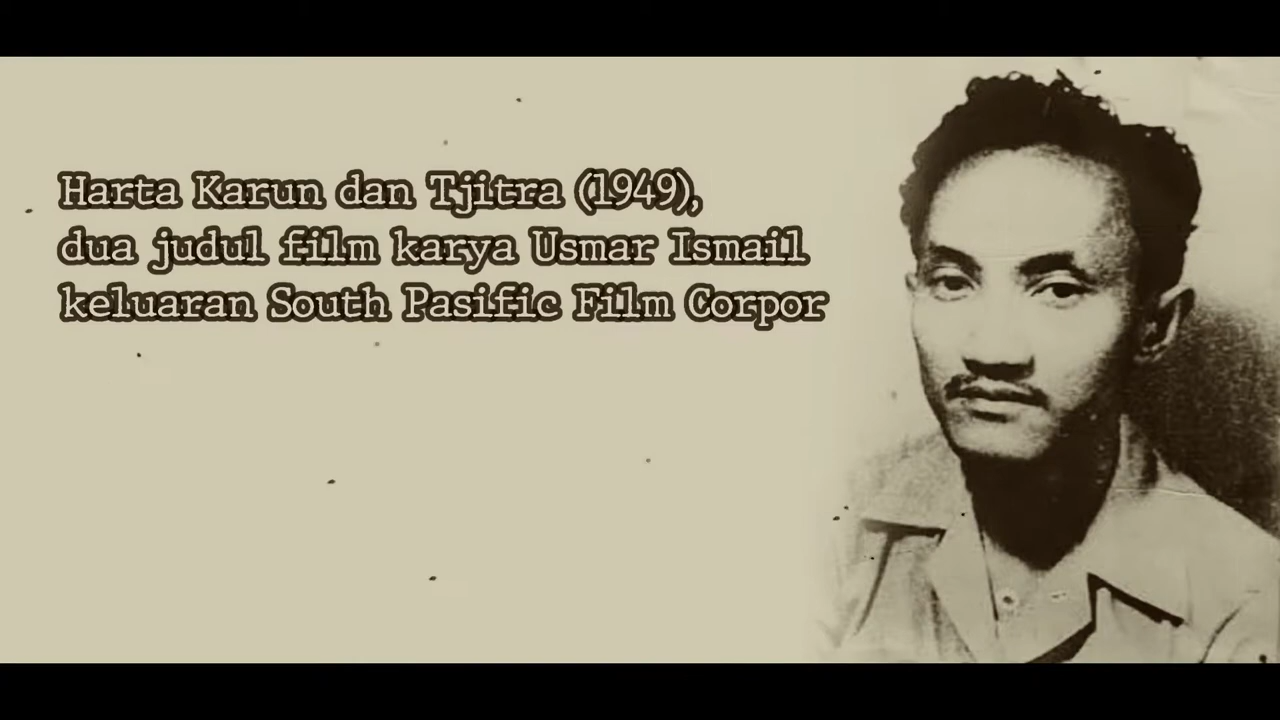 Harta Karun dan Tjitra (1949),
dua judul film karya Usmar Ismail
keluaran South Pasific Film Corpor